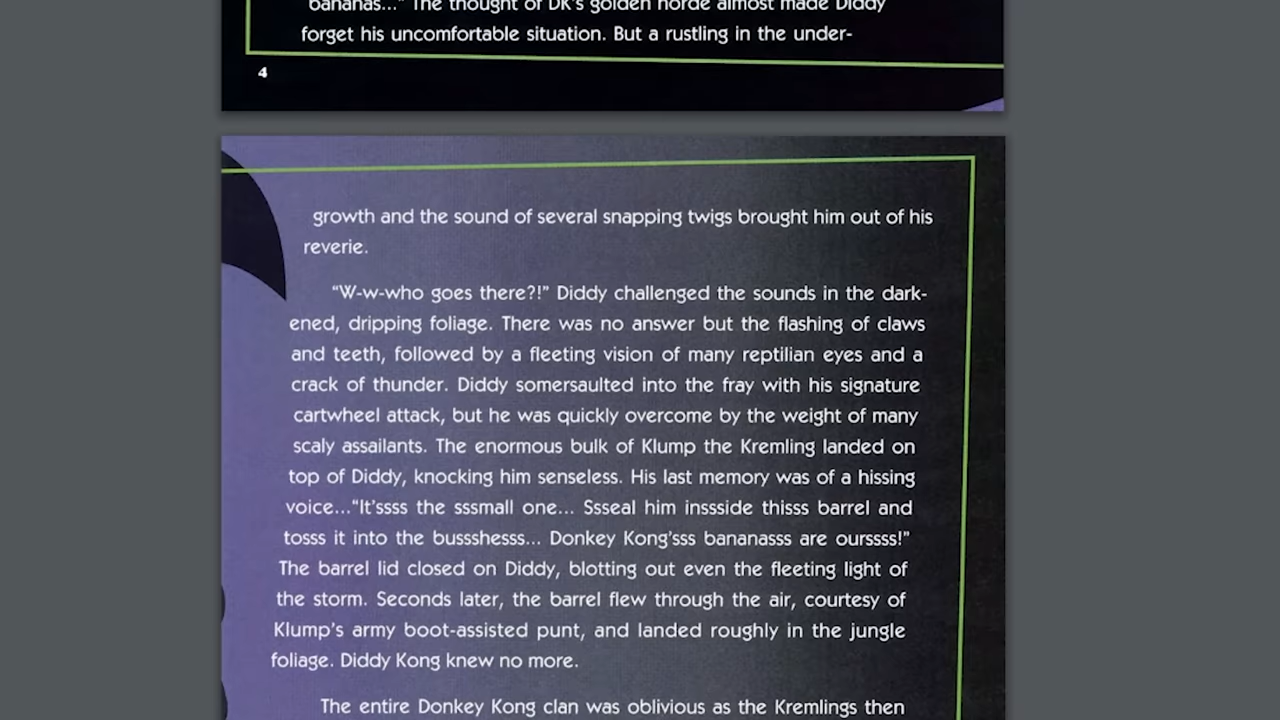 bananas..." The thought of DK's golden horde almost made Diddy
forget his uncomfortable situation. But a rustling in the under-
4
growth and the sound of several snapping twigs brought him out of his
reverie.
"W-w-who goes there?!" Diddy challenged the sounds in the dark-
ened, dripping foliage. There was no answer but the flashing of claws
and teeth, followed by a fleeting vision of many reptilian eyes and a
crack of thunder. Diddy somersaulted into the fray with his signature
cartwheel attack, but he was quickly overcome by the weight of many
scaly assailants. The enormous bulk of Klump the Kremling landed on
top of Diddy, knocking him senseless. His last memory was of a hissing
voice..."It'ssss the sssmall one... Ssseal him inssside thisss barrel and
tosss it into the bussshesss... Donkey Kong'sss bananasss are ourssss!"
The barrel lid closed on Diddy, blotting out even the fleeting light of
the storm. Seconds later, the barrel flew through the air, courtesy of
Klump's army boot-assisted punt, and landed roughly in the jungle
foliage. Diddy Kong knew no more.
The entire Donkey Kong clan was oblivious as the Kremlings then